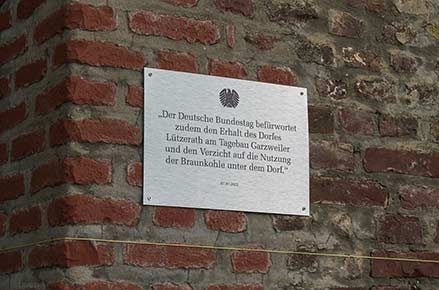 „Der Deutsche Bundestag befürwortet
zudem den Erhalt des Dorfes
Lützerath am Tagebau Garzweiler
und den Verzicht auf die Nutzung
der Braunkohle unter dem Dorf.“